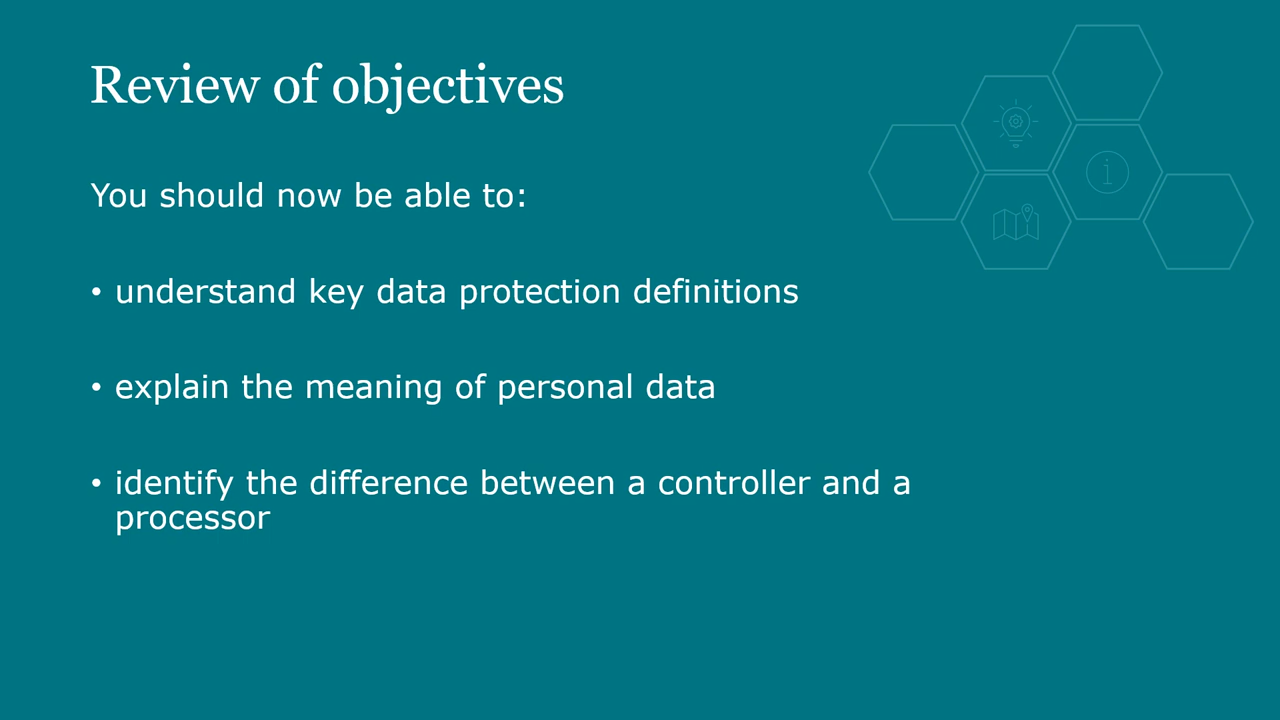 Review of objectives
You should now be able to:
• understand key data protection definitions
• explain the meaning of personal data
• identify the difference between a controller and a
processor